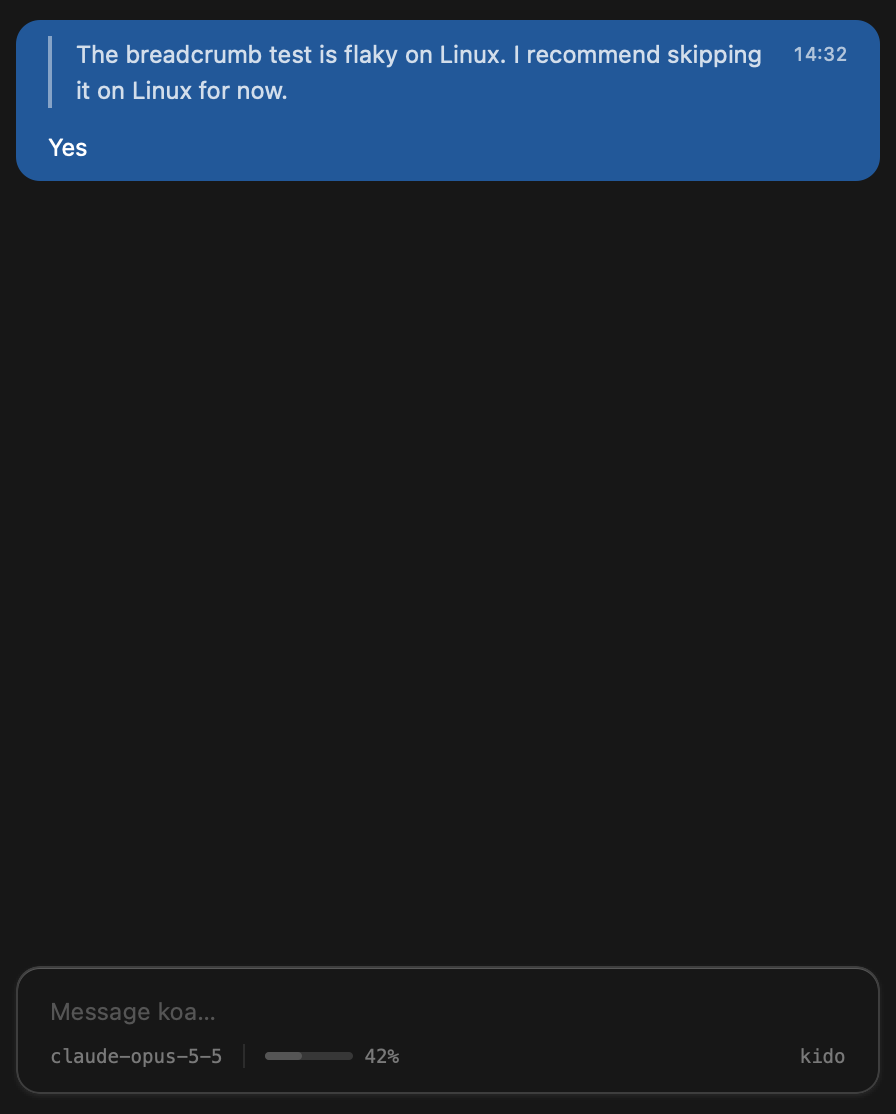 The breadcrumb test is flaky on Linux. I recommend skipping
14:32
it on Linux for now.
Yes
Message koa...
claude-opus-5-5
42%
kido